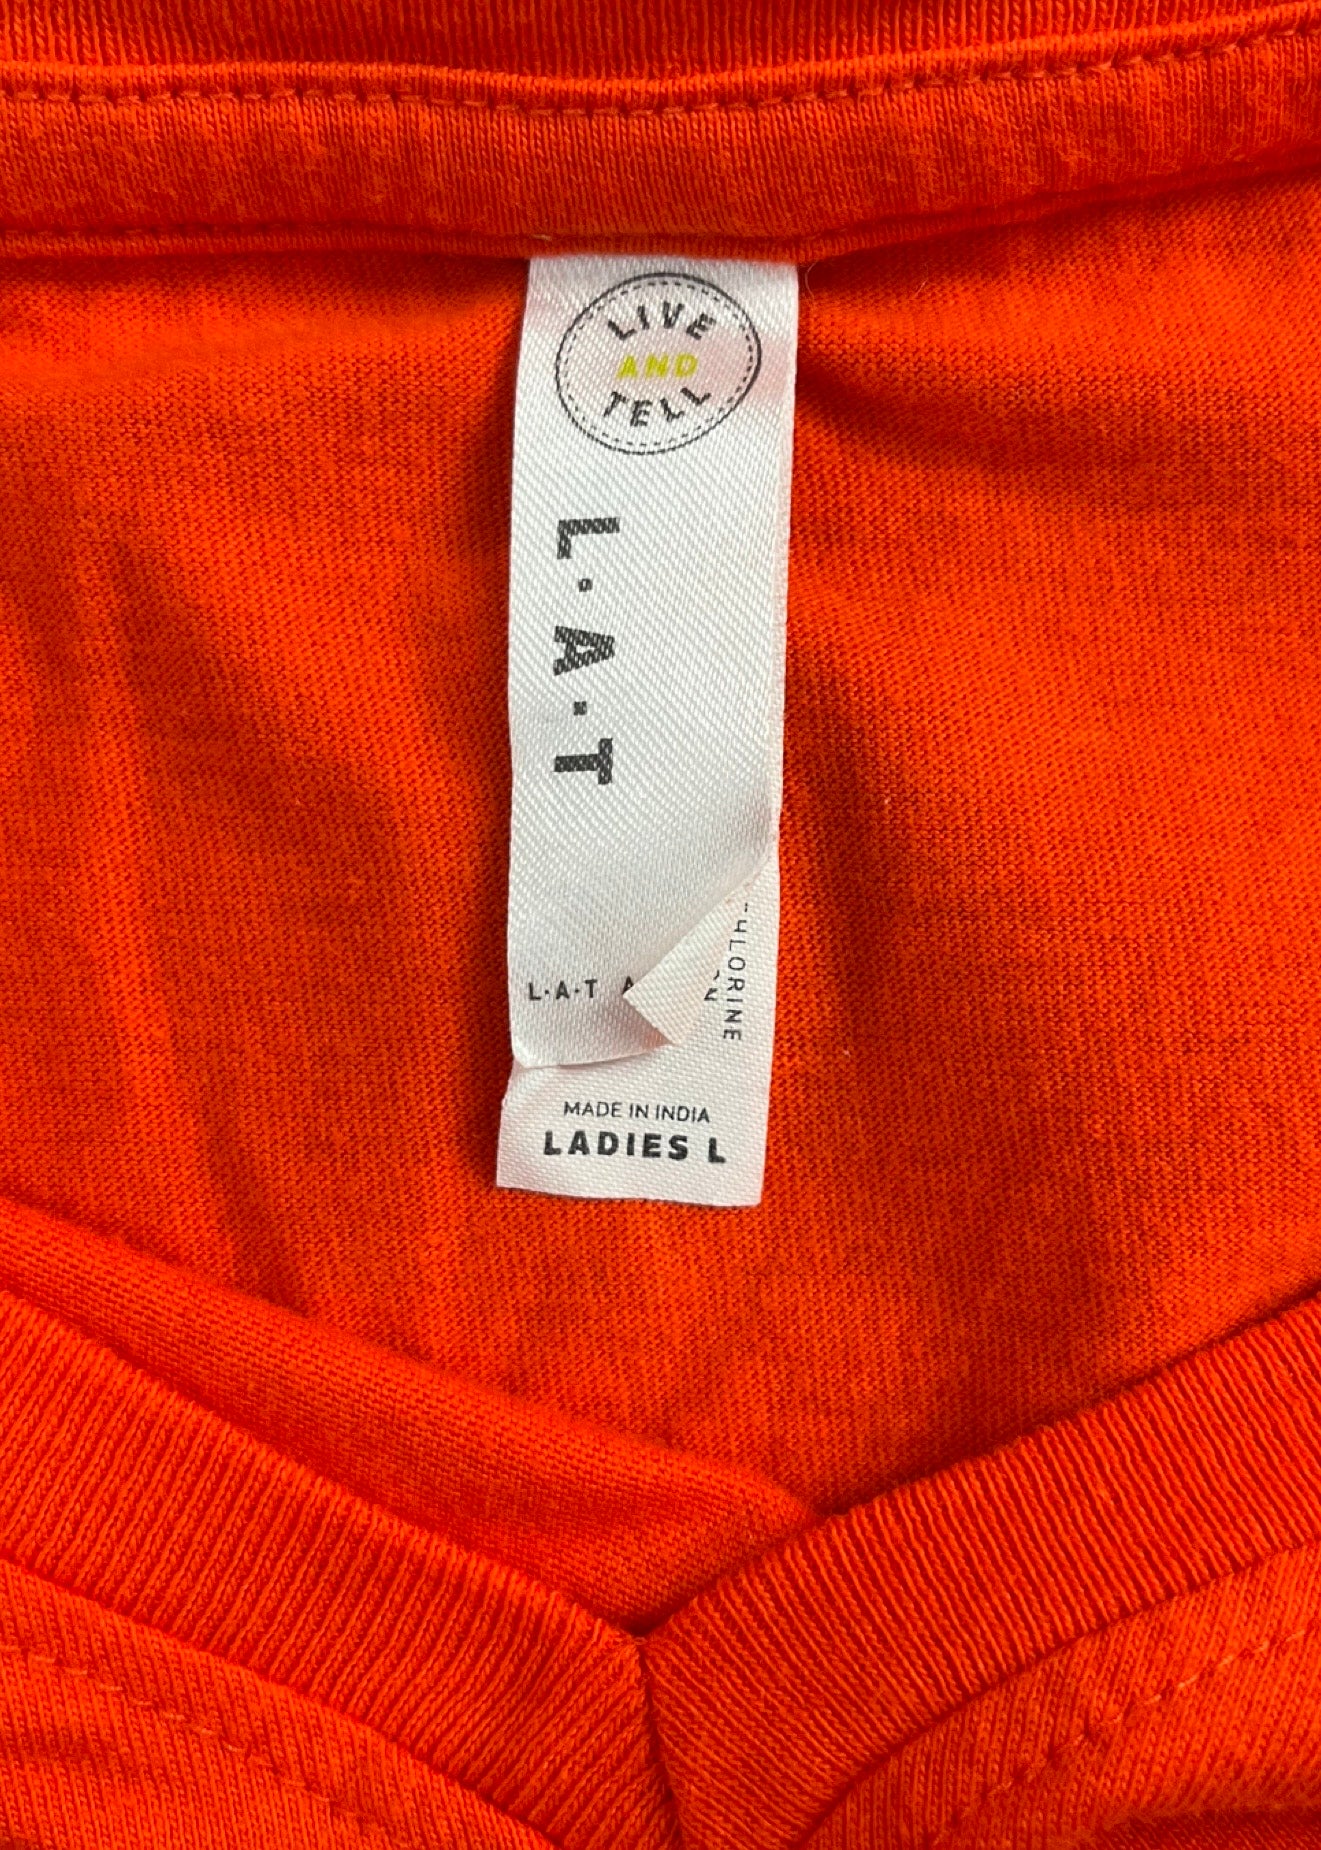 LIVE
AND
TELL
L·A·T
L·A·T
MADE IN INDIA
LADIES L